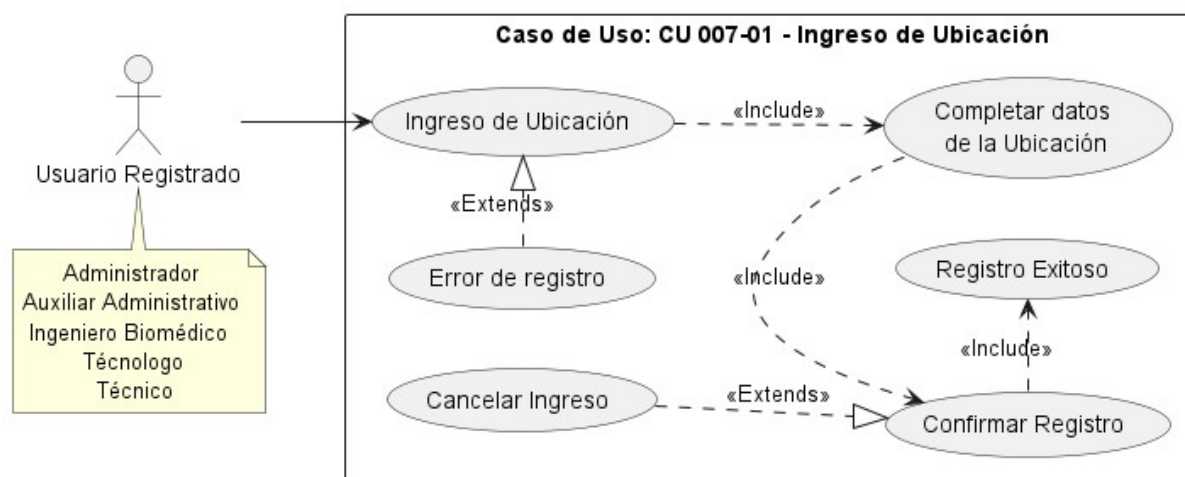 Caso de Uso: CU 007-01 - Ingreso de Ubicación
Usuario Registrado
Administrador
Auxiliar Administrativo
Ingeniero Biomédico
Técnologo
Técnico
Ingreso de Ubicación
«Include»
Completar datos
de la Ubicación
«Extends»
Error de registro
«Include»
Registro Exitoso
«Include»
Cancelar Ingreso
«Extends»
Confirmar Registro